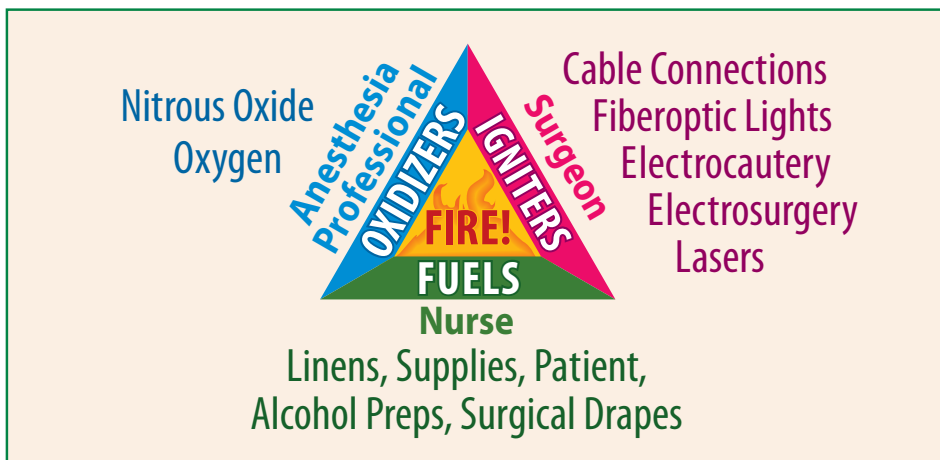 Nitrous Oxide
Oxygen
Anesthesia
Professional
OXIDIZERS
FIRE!
IGNITERS
Surgeon
Cable Connections
Fiberoptic Lights
Electrocautery
Electrosurgery
Lasers
FUELS
Nurse
Linens, Supplies, Patient,
Alcohol Preps, Surgical Drapes